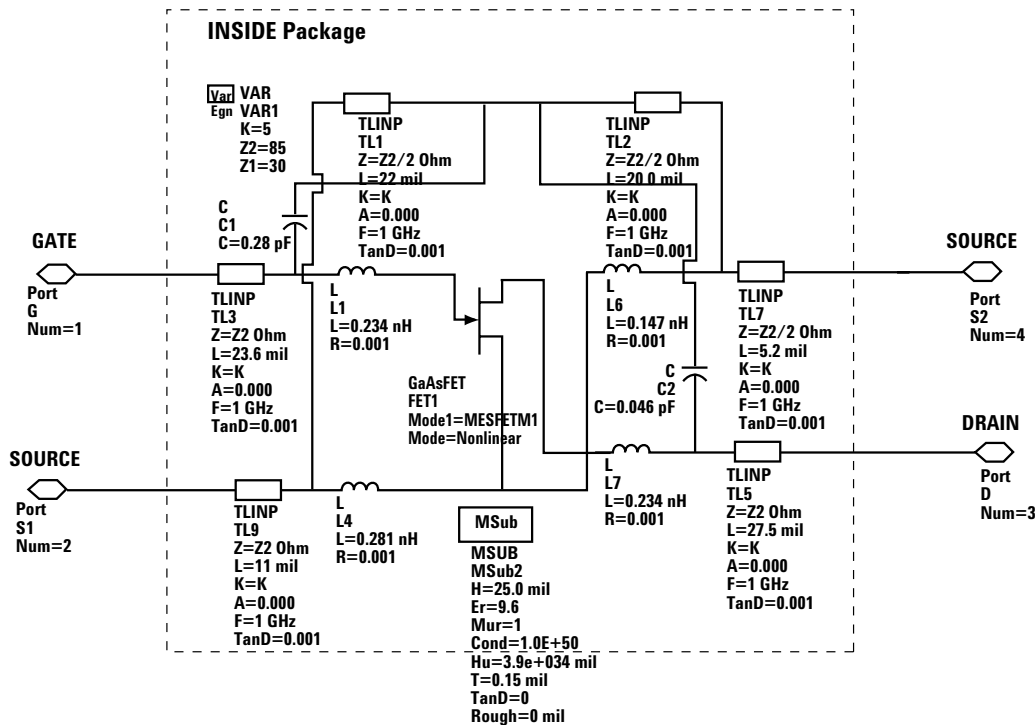 INSIDE Package
Var
Egn
VAR
VAR1
K=5
Z2=85
Z1=30
TLINP
TL1
Z=Z2/2 Ohm
L=22 mil
K=K
A=0.000
F=1 GHz
TanD=0.001
TLINP
TL2
Z=Z2/2 Ohm
L=20 0 mil
K=K
A=0.000
F=1 GHz
TanD=0.001
C
C1
C=0.28 pF
GATE
Port
G
Num=1
TLINP
TL3
Z=Z2 Ohm
L=23.6 mil
K=K
A=0.000
F=1 GHz
TanD=0.001
L
L1
L=0.234 nH
R=0.001
GaAsFET
FET1
Mode1=MESFETM1
Mode=Nonlinear
L
L6
L=0.147 nH
R=0.001
C
C2
C=0.046 pF
TLINP
TL7
Z=Z2/2 Ohm
L=5.2 mil
K=K
A=0.000
F=1 GHz
TanD=0.001
SOURCE
Port
S2
Num=4
SOURCE
Port
S1
Num=2
TLINP
TL9
Z=Z2 Ohm
L=11 mil
K=K
A=0.000
F=1 GHz
TanD=0.001
L
L4
L=0.281 nH
R=0.001
MSub
MSUB
MSub2
H=25.0 mil
Er=9.6
Mur=1
Cond=1.0E+50
Hu=3.9e+034 mil
T=0.15 mil
TanD=0
Rough=0 mil
L
L7
L=0.234 nH
R=0.001
TLINP
TL5
Z=Z2 Ohm
L=27.5 mil
K=K
A=0.000
F=1 GHz
TanD=0.001
DRAIN
Port
D
Num=3